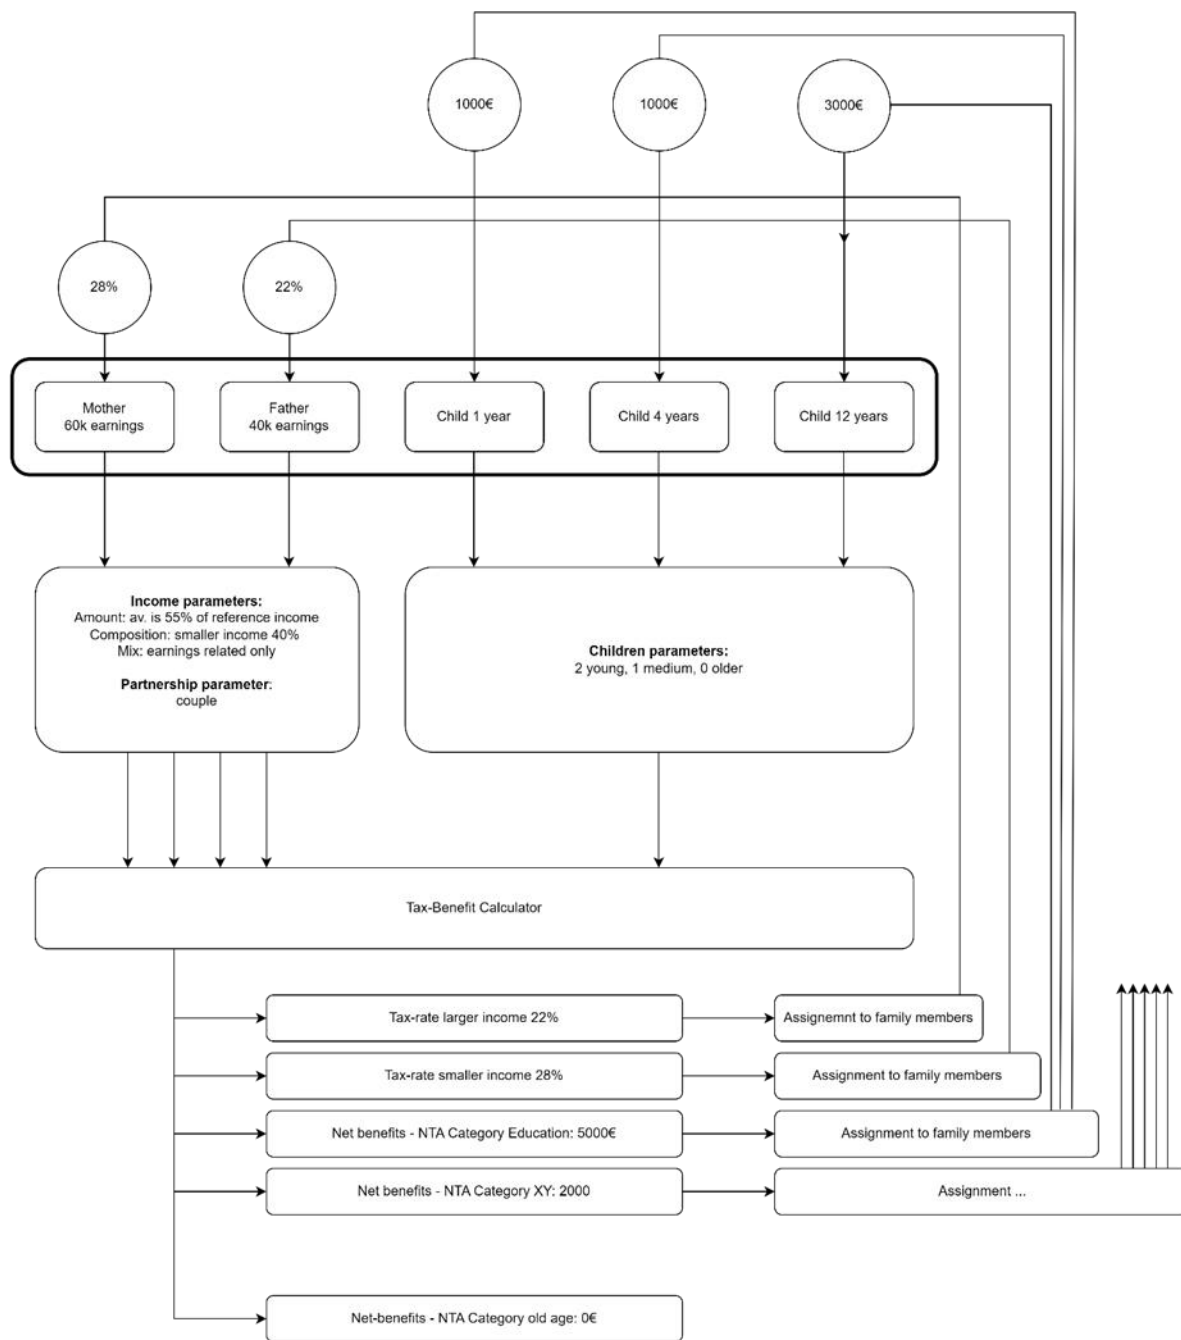 1000€
1000€
3000€
28%
22%
Mother
60k earnings
Father
40k earnings
Child 1 year
Child 4 years
Child 12 years
Income parameters:
Amount: av. is 55% of reference income
Composition: smaller income 40%
Mix: earnings related only
Partnership parameter:
couple
Children parameters:
2 young, 1 medium, 0 older
Tax-Benefit Calculator
Tax-rate larger income 22%
Assignemnt to family members
Tax-rate smaller income 28%
Assignment to family members
Net benefits - NTA Category Education: 5000€
Assignment to family members
Net benefits - NTA Category XY: 2000
Assignment ...
Net-benefits - NTA Category old age: 0€